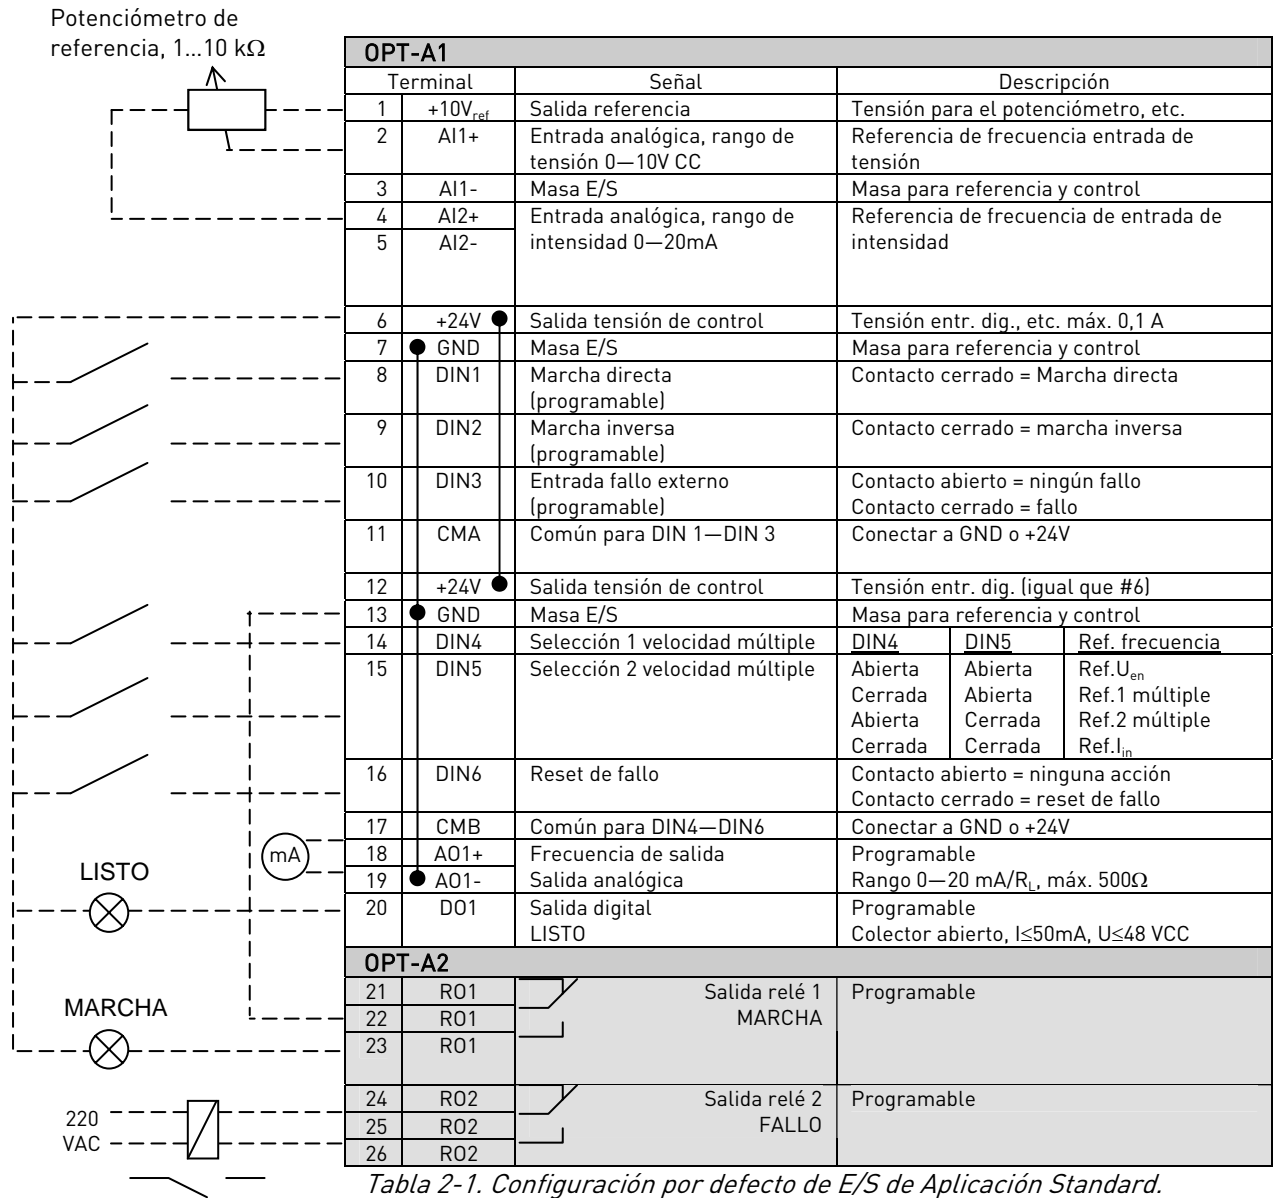 Potenciómetro de
referencia, 1...10 kΩ
OPT-A1
Terminal Señal Descripción
1 +10Vref Salida referencia Tensión para el potenciómetro, etc.
2 AI1+ Entrada analógica, rango de Referencia de frecuencia entrada de
tensión 0—10V CC tensión
3 AI1- Masa E/S Masa para referencia y control
4 AI2+ Entrada analógica, rango de Referencia de frecuencia de entrada de
5 AI2- intensidad 0—20mA intensidad
6 +24V Salida tensión de control Tensión entr. dig., etc. máx. 0,1 A
7 GND Masa E/S Masa para referencia y control
8 DIN1 Marcha directa Contacto cerrado = Marcha directa
(programable)
9 DIN2 Marcha inversa Contacto cerrado = marcha inversa
(programable)
10 DIN3 Entrada fallo externo Contacto abierto = ningún fallo
(programable) Contacto cerrado = fallo
11 CMA Común para DIN 1—DIN 3 Conectar a GND o +24V
12 +24V Salida tensión de control Tensión entr. dig. (igual que #6)
13 GND Masa E/S Masa para referencia y control
14 DIN4 Selección 1 velocidad múltiple DIN4 DIN5 Ref. frecuencia
15 DIN5 Selección 2 velocidad múltiple Abierta Abierta Ref.Uen
Cerrada Abierta Ref.1 múltiple
Abierta Cerrada Ref.2 múltiple
Cerrada Cerrada Ref.Iin
16 DIN6 Reset de fallo Contacto abierto = ninguna acción
Contacto cerrado = reset de fallo
17 CMB Común para DIN4—DIN6 Conectar a GND o +24V
mA 18 AO1+ Frecuencia de salida Programable
LISTO 19 AO1- Salida analógica Rango 0—20 mA/RL, máx. 500Ω
20 DO1 Salida digital Programable
LISTO Colector abierto, I≤50mA, U≤48 VCC
OPT-A2
21 RO1 Salida relé 1 Programable
MARCHA 22 RO1 MARCHA
23 RO1
24 RO2 Salida relé 2 Programable
220 25 RO2 FALLO
VAC 26 RO2
Tabla 2-1. Configuración por defecto de E/S de Aplicación Standard.